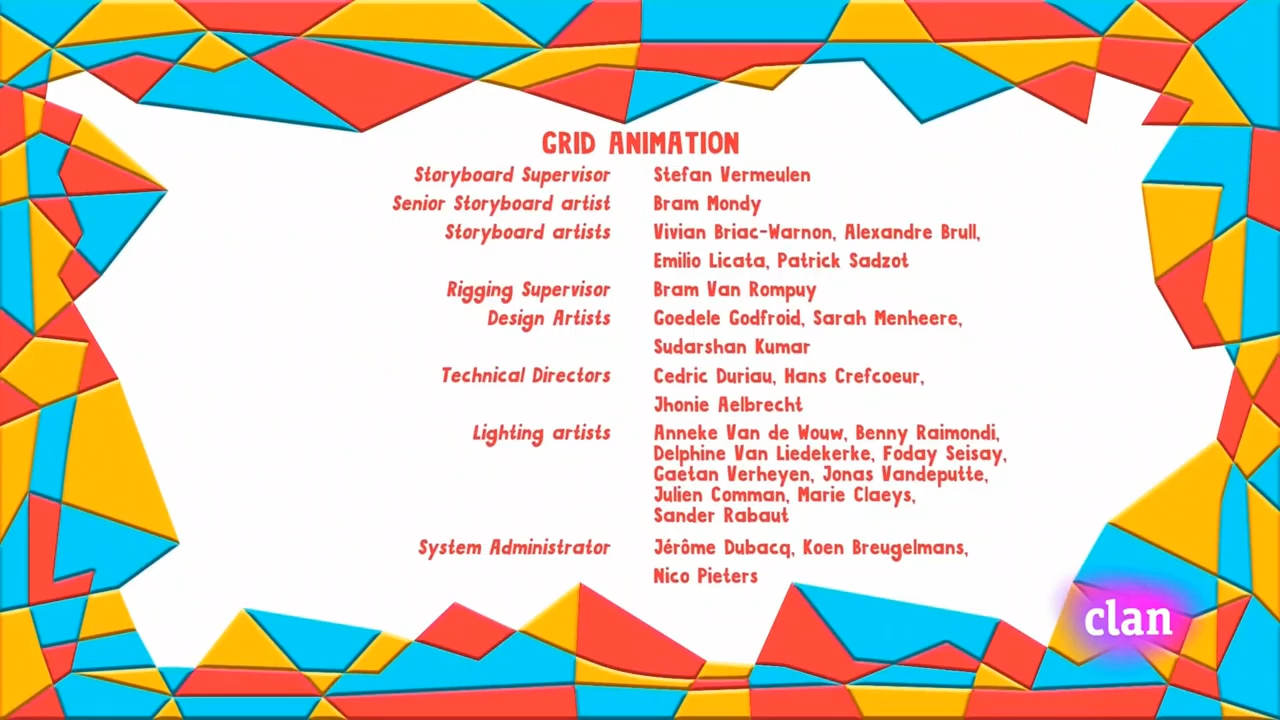 GRID ANIMATION
Storyboard Supervisor Stefan Vermeulen
Senior Storyboard artist Bram Mondy
Storyboard artists Vivian Briac-Warnon, Alexandre Brull,
Emilio Licata, Patrick Sadzot
Rigging Supervisor Bram Van Rompuy
Design Artists Goedele Godfroid, Sarah Menheere,
Sudarshan Kumar
Technical Directors Cedric Duriau, Hans Crefcoeur,
Jhonie Aelbrecht
Lighting artists Anneke Van de Wouw, Benny Raimondi,
Delphine Van Liedekerke, Foday Seisay,
Gaetan Verheyen, Jonas Vandeputte,
Julien Comman, Marie Claeys,
Sander Rabaut
System Administrator Jérôme Dubacq, Koen Breugelmans,
Nico Pieters
clan